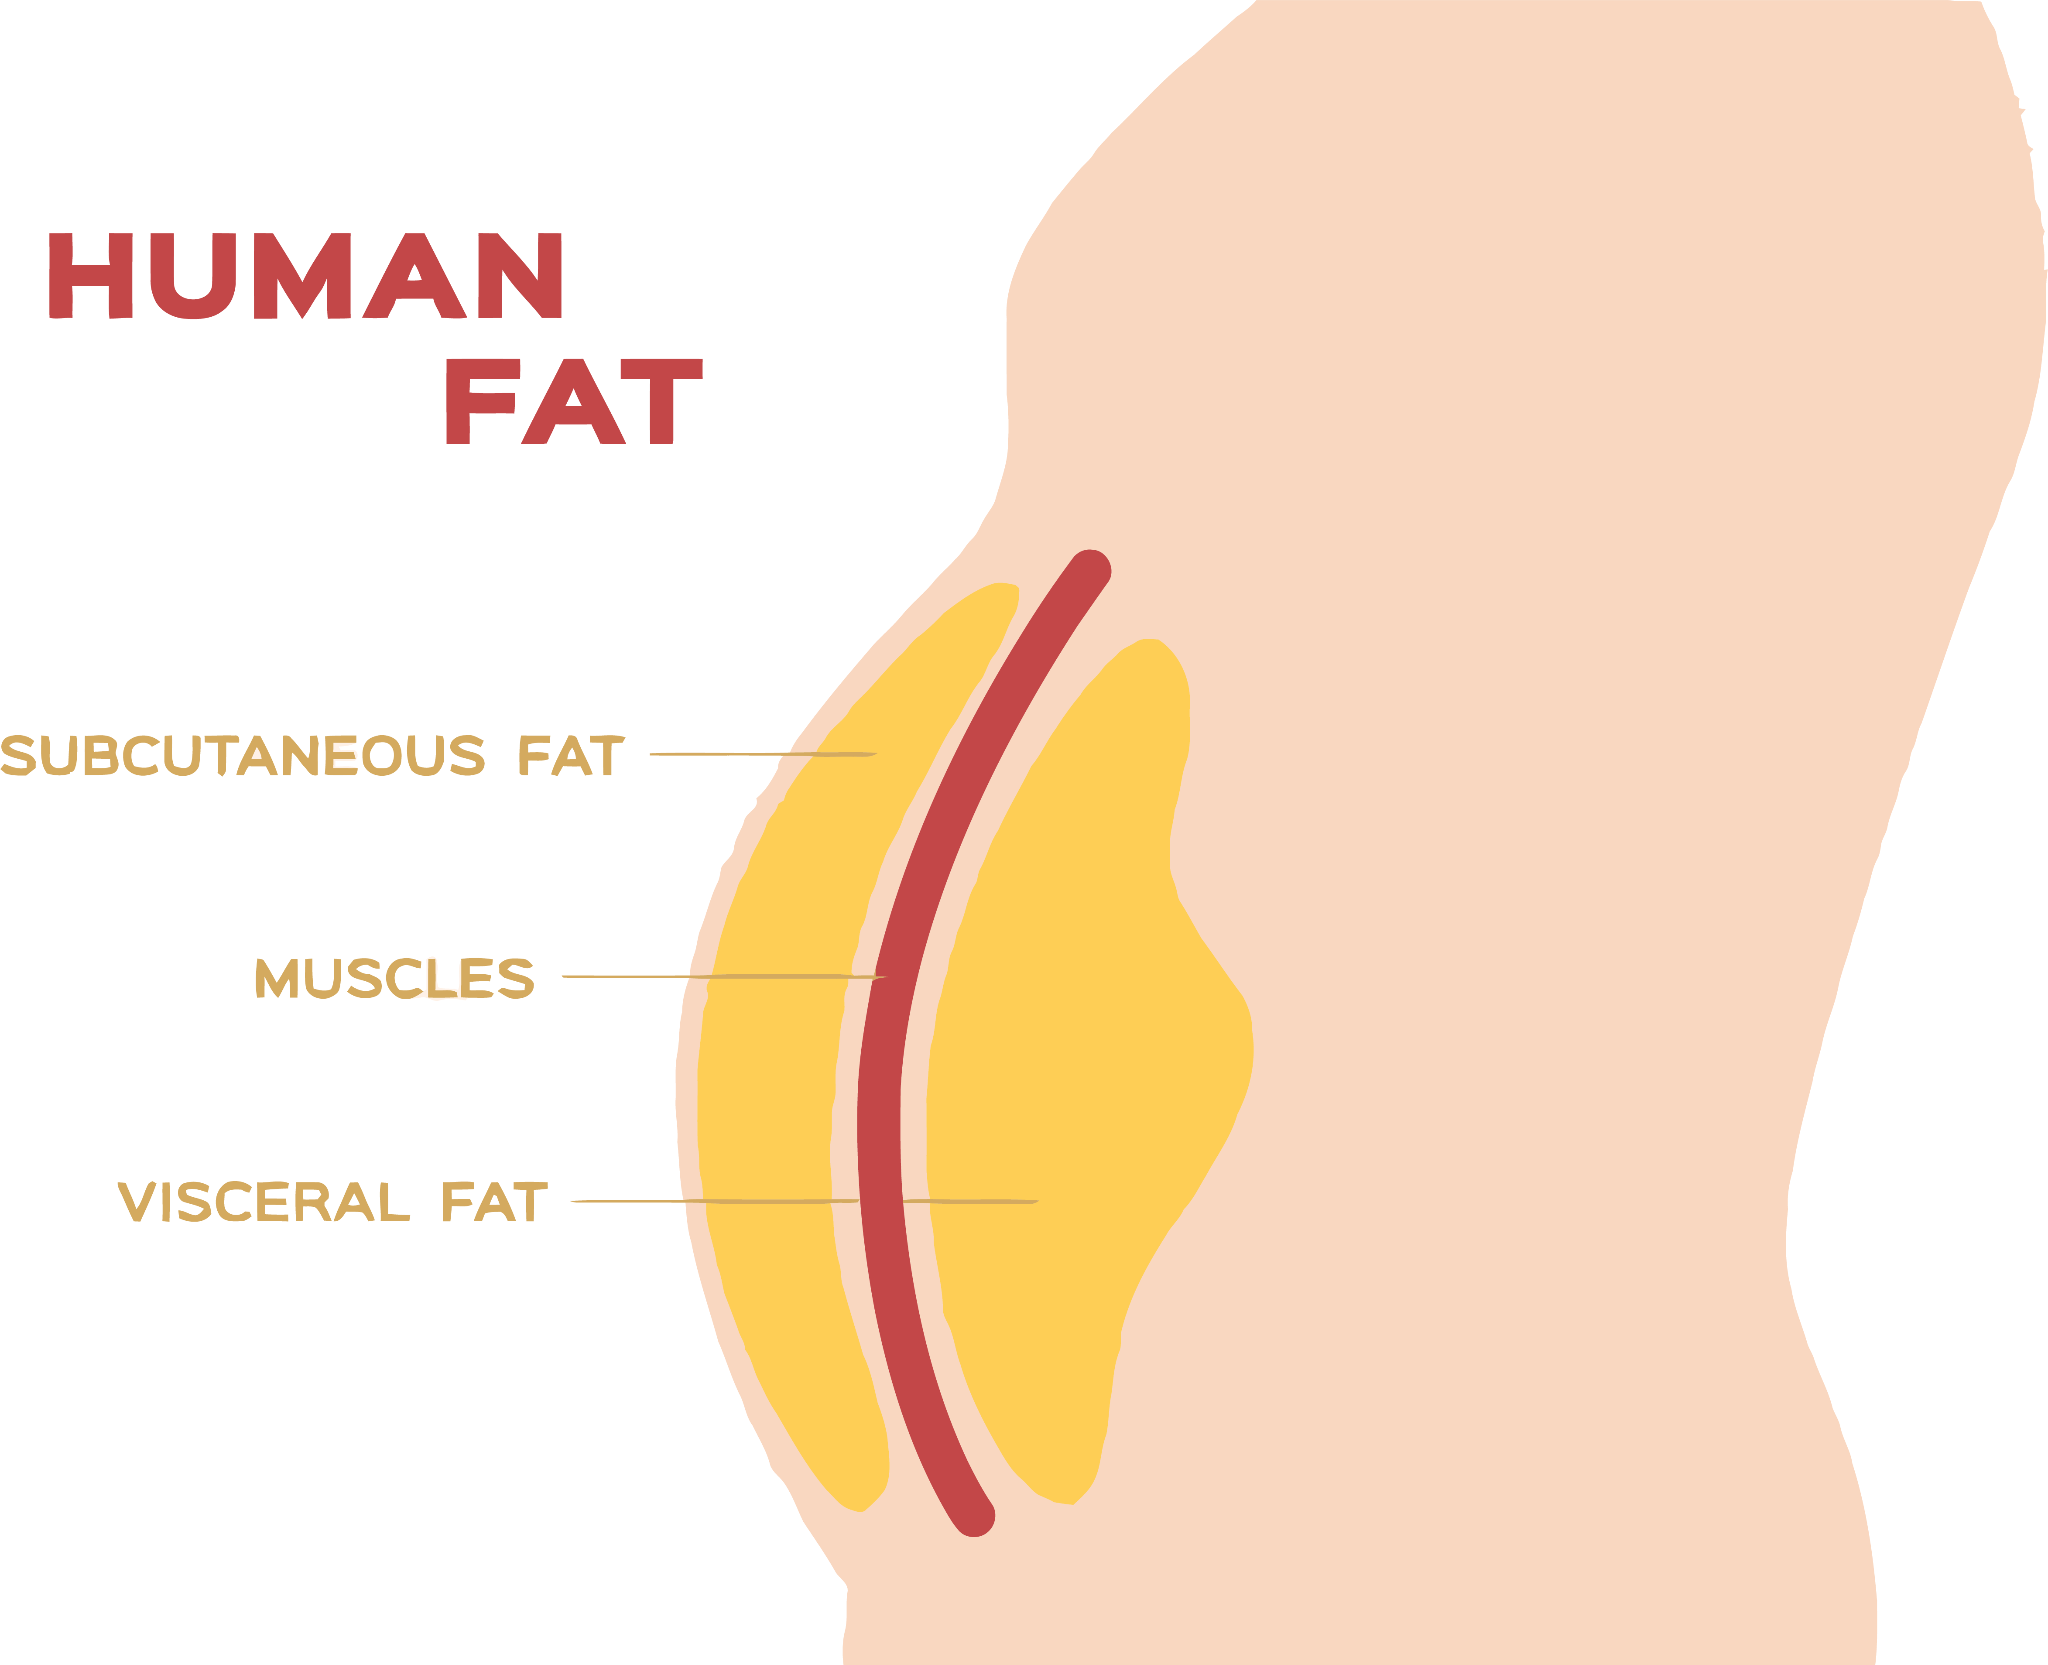 HUMAN
FAT
SUBCUTANEOUS FAT
MUSCLES
VISCERAL FAT